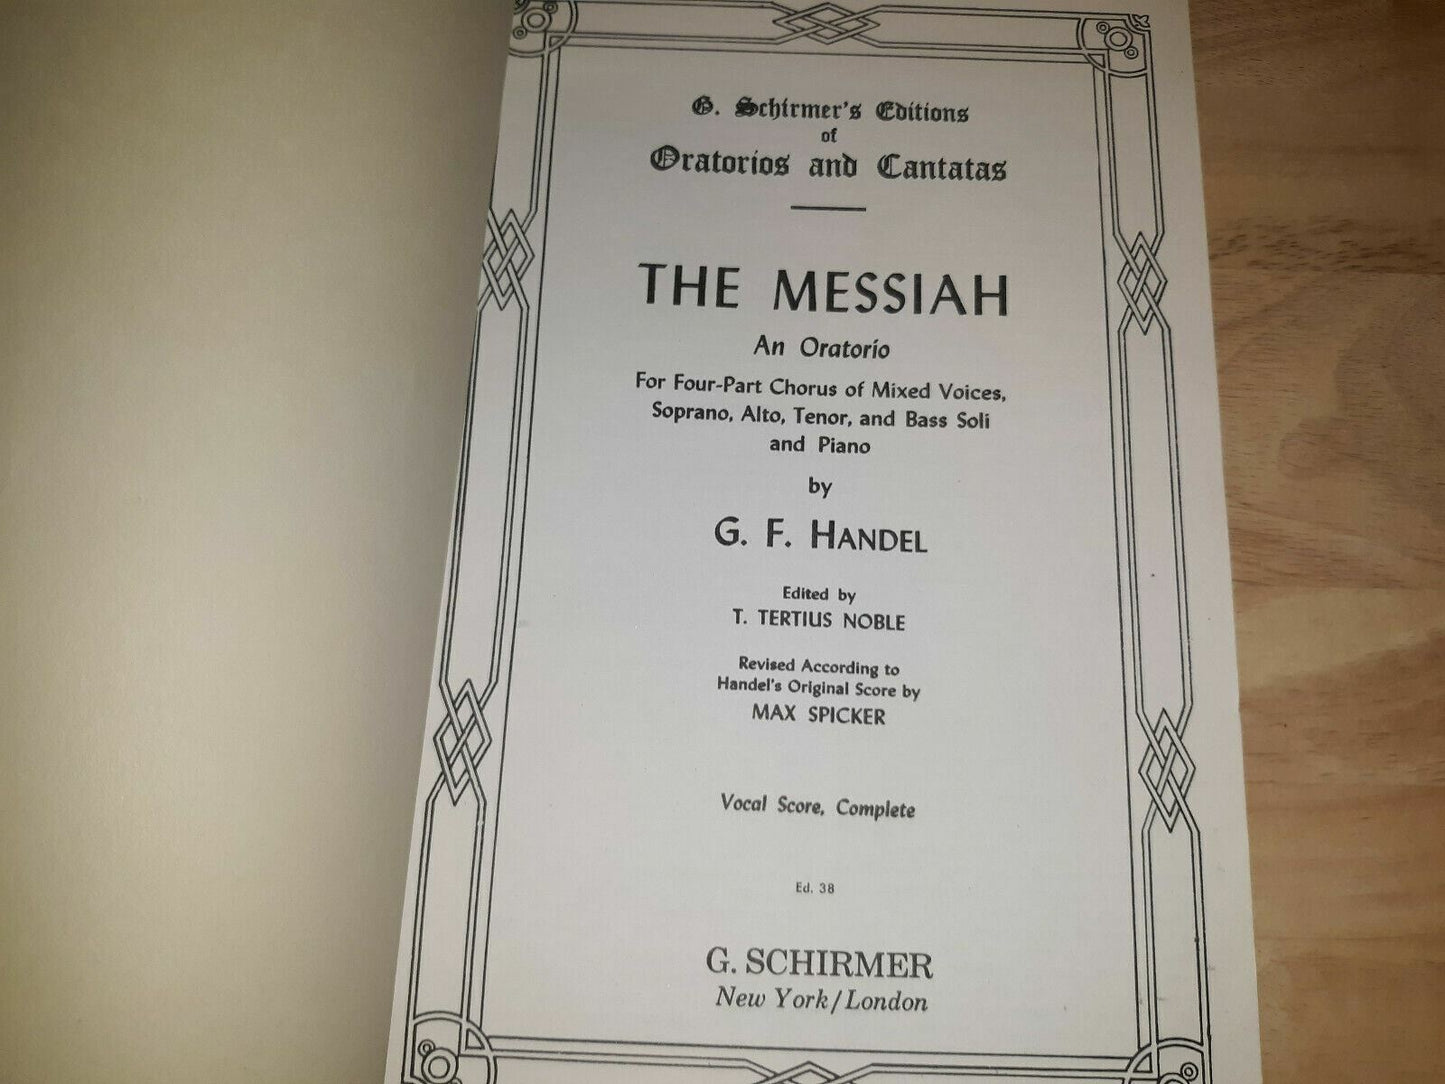 G. Schirmer's Editions
of
Oratorios and Cantatas
THE MESSIAH
An Oratorio
For Four-Part Chorus of Mixed Voices,
Soprano, Alto, Tenor, and Bass Soli
and Piano
by
G. F. HANDEL
Edited by
T. TERTIUS NOBLE
Revised According to
Handel's Original Score by
MAX SPICKER
Vocal Score, Complete
Ed. 38
G. SCHIRMER
New York/London